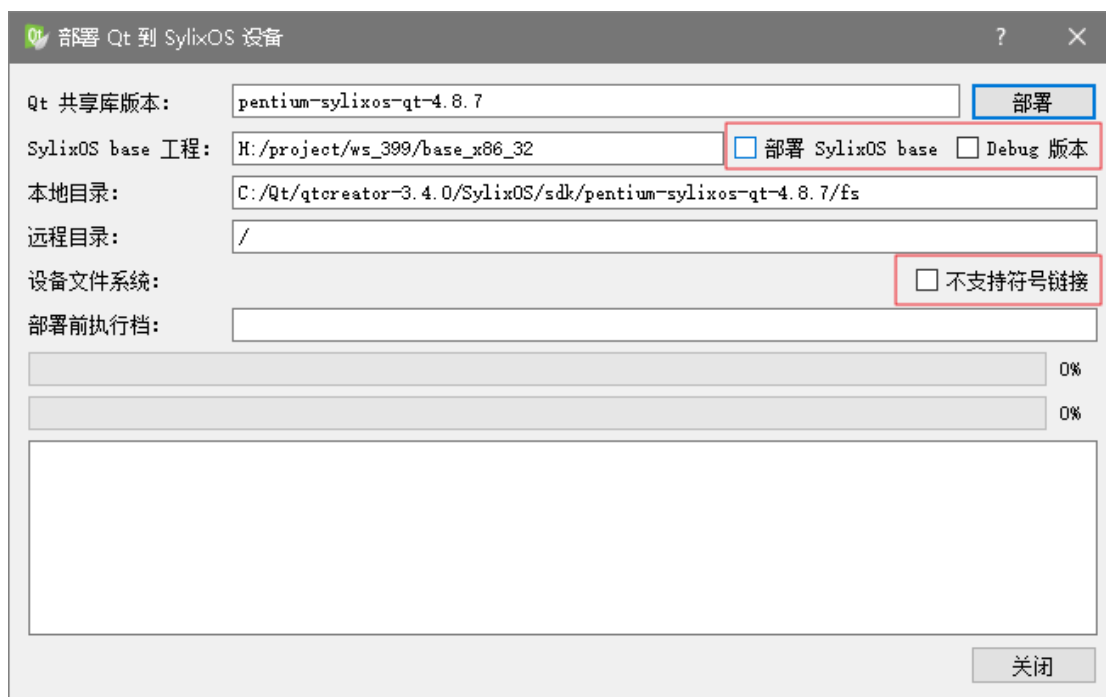 部署 Qt 到 SylixOS 设备 ? ×
Qt 共享库版本: pentium-sylixos-qt-4.8.7 部署
SylixOS base 工程: H:/project/ws_399/base_x86_32 部署 SylixOS base Debug 版本
本地目录: C:/Qt/qtcreator-3.4.0/SylixOS/sdk/pentium-sylixos-qt-4.8.7/fs
远程目录: /
设备文件系统: 不支持符号链接
部署前执行档:
0%
0%
关闭